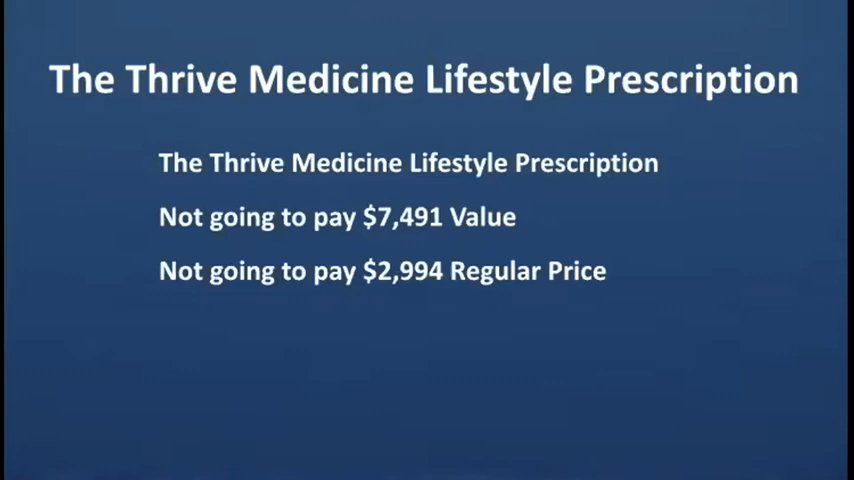 The Thrive Medicine Lifestyle Prescription
The Thrive Medicine Lifestyle Prescription
Not going to pay $7,491 Value
Not going to pay $2,994 Regular Price